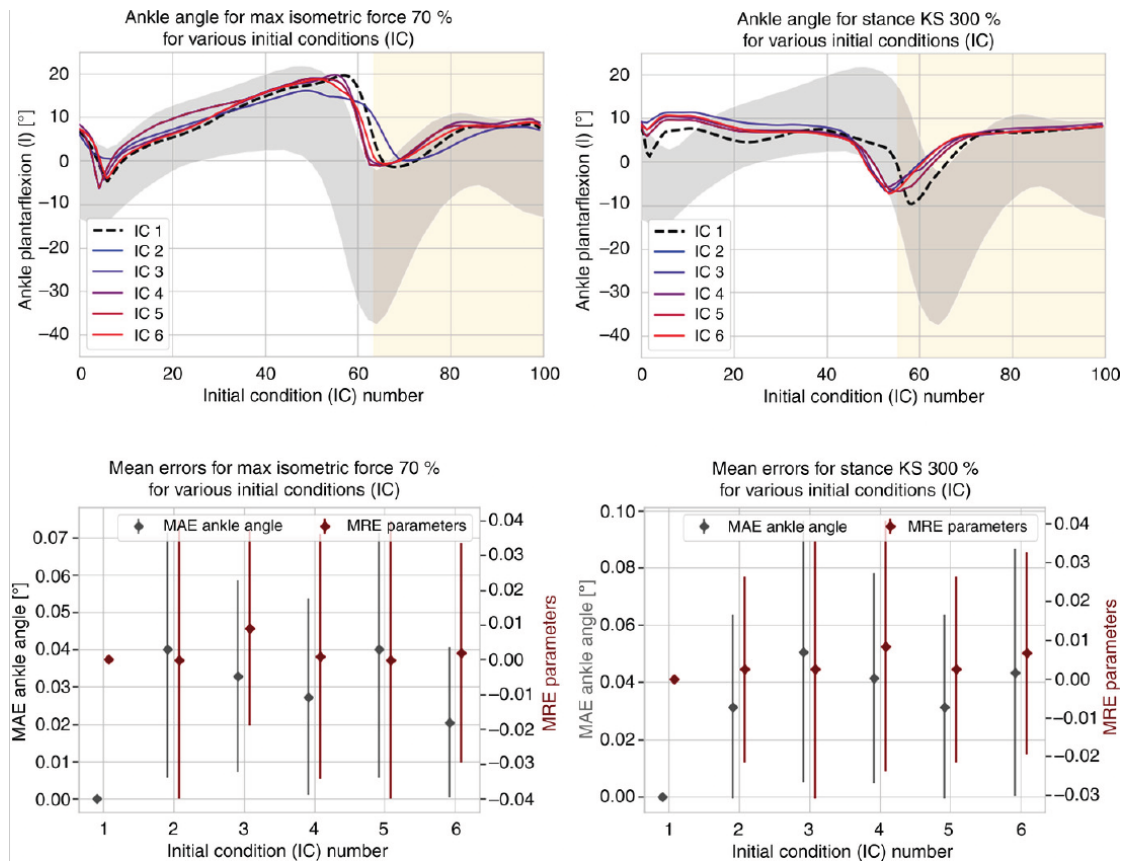 Ankle angle for max isometric force 70 %
for various initial conditions (IC)
Ankle plantarflexion (l) [°]
20
10
0
−10
−20
−30
−40
IC 1
IC 2
IC 3
IC 4
IC 5
IC 6
0 20 40 60 80 100
Initial condition (IC) number
Ankle angle for stance KS 300 %
for various initial conditions (IC)
Ankle plantarflexion (l) [°]
20
10
0
−10
−20
−30
−40
IC 1
IC 2
IC 3
IC 4
IC 5
IC 6
0 20 40 60 80 100
Initial condition (IC) number
Mean errors for max isometric force 70 %
for various initial conditions (IC)
MAE ankle angle MRE parameters
MAE ankle angle [°]
0.07
0.06
0.05
0.04
0.03
0.02
0.01
0.00
0.04
0.03
0.02
0.01
0.00
−0.01
−0.02
−0.03
−0.04
MRE parameters
1 2 3 4 5 6
Initial condition (IC) number
Mean errors for stance KS 300 %
for various initial conditions (IC)
MAE ankle angle MRE parameters
MAE ankle angle [°]
0.10
0.08
0.06
0.04
0.02
0.00
0.04
0.03
0.02
0.01
0.00
−0.01
−0.02
−0.03
MRE parameters
1 2 3 4 5 6
Initial condition (IC) number